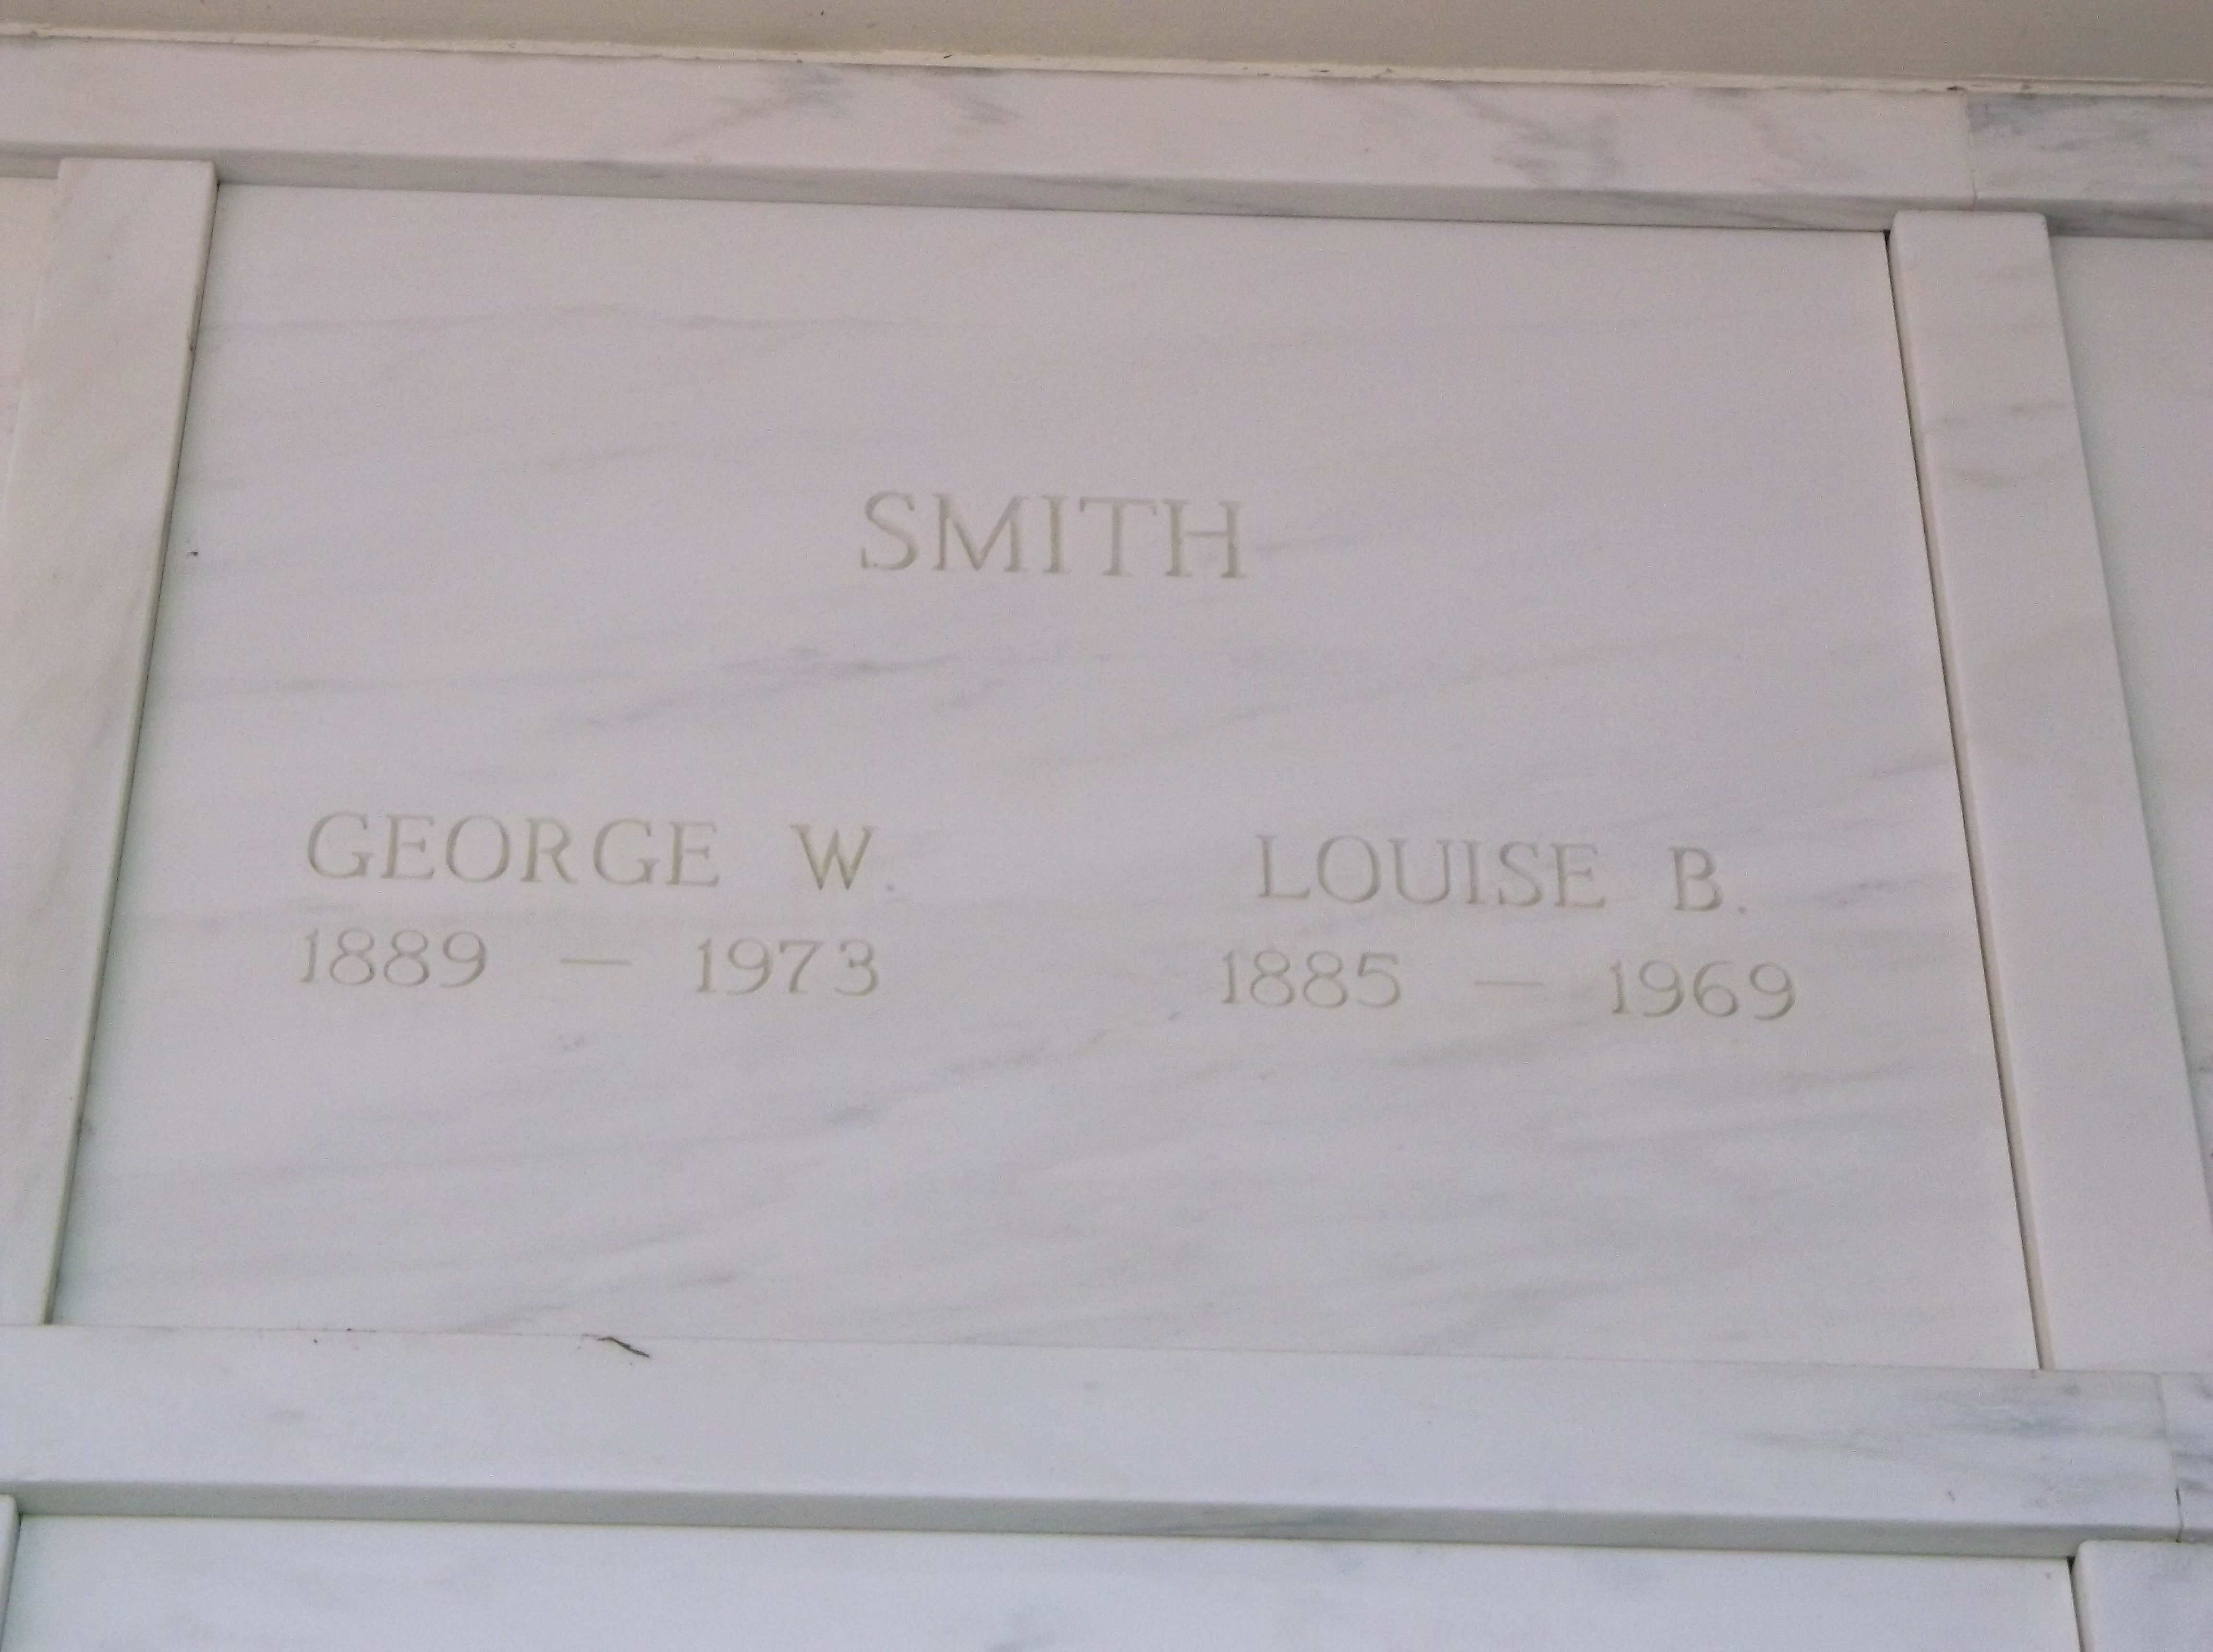 SMITH
GEORGE W. LOUISE B.
1889 — 1973 1885 — 1969